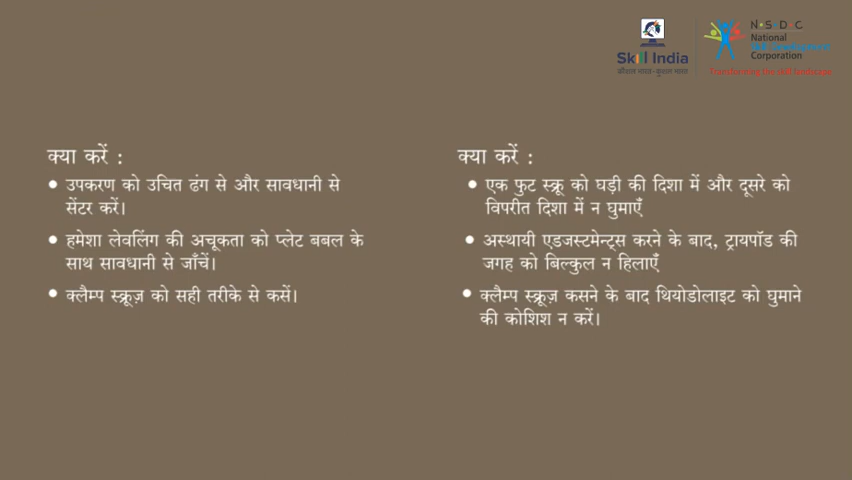 N·S·D·C
National
Skill Development
Corporation
Skill India
कौशल भारत-कुशल भारत
Transforming the skill landscape
क्या करें :
उपकरण को उचित ढंग से और सावधानी से
सेंटर करें।
हमेशा लेवलिंग की अचूकता को प्लेट बबल के
साथ सावधानी से जाँचें।
क्लैम्प स्क्रूज़ को सही तरीके से कसें।
क्या करें :
एक फुट स्क्रू को घड़ी की दिशा में और दूसरे को
विपरीत दिशा में न घुमाएँ
अस्थायी एडजस्टमेन्ट्स करने के बाद, ट्रायपॉड की
जगह को बिल्कुल न हिलाएँ
क्लैम्प स्क्रूज़ कसने के बाद थियोडोलाइट को घुमाने
की कोशिश न करें।